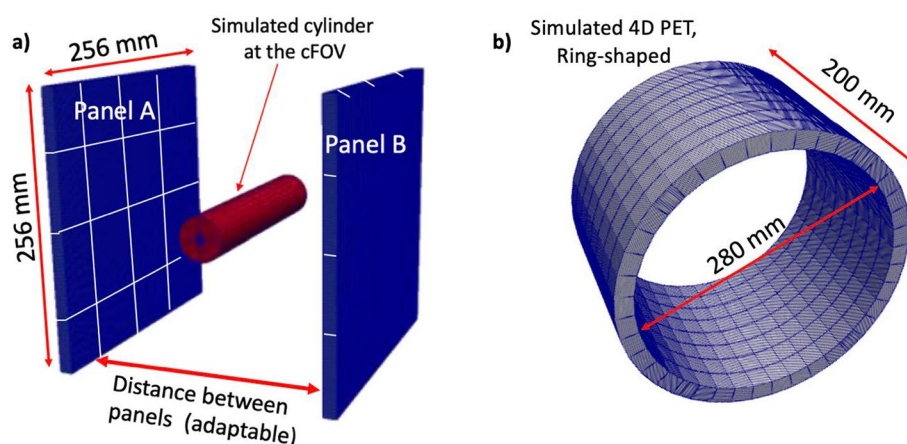 a)
256 mm
Simulated cylinder
at the cFOV
Panel A
Panel B
256 mm
Distance between
panels (adaptable)
b)
Simulated 4D PET,
Ring-shaped
200 mm
280 mm